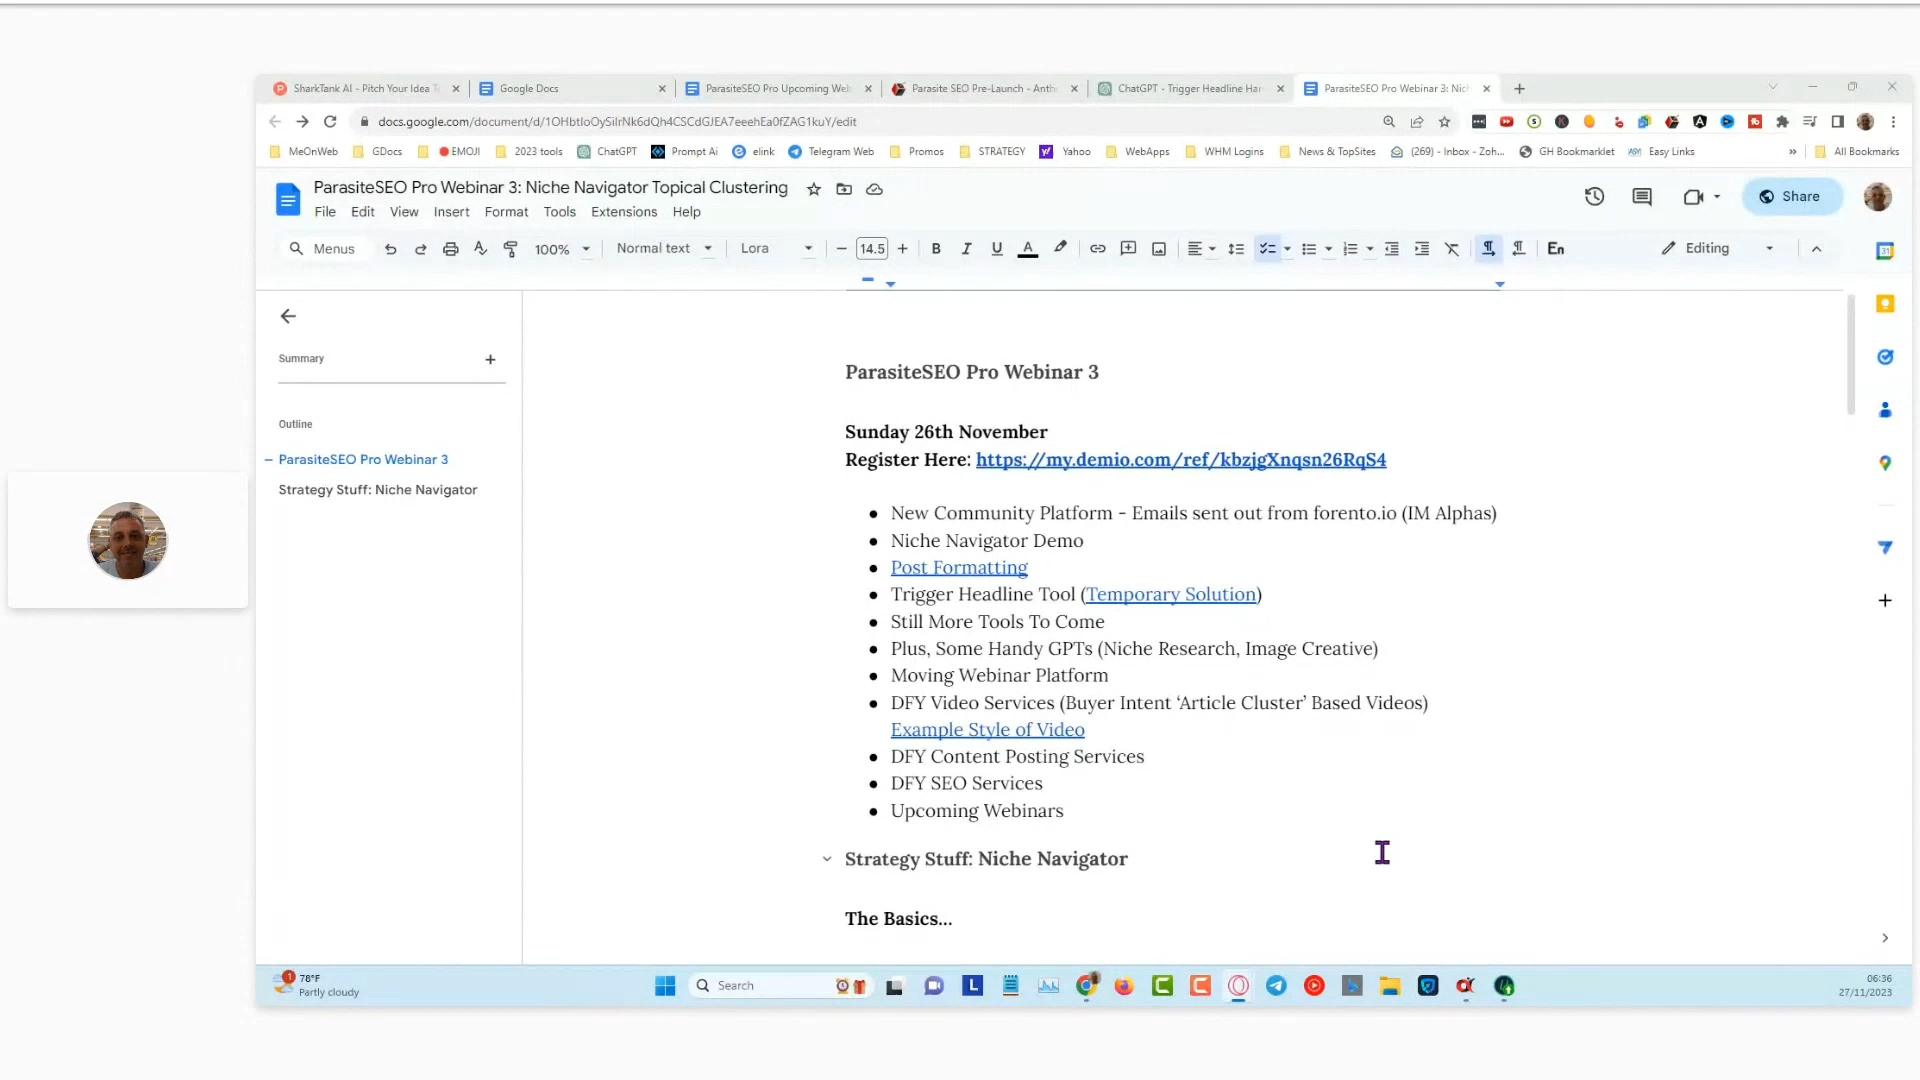 SharkTank AI - Pitch Your Idea T
Google Docs
ParasiteSEO Pro Upcoming Web
Parasite SEO Pre-Launch - Antho
ChatGPT - Trigger Headline Har
ParasiteSEO Pro Webinar 3: Nich
docs.google.com/document/d/1OHbtIoOySilrNk6dQh4CSCdGJEA7eeehEa0fZAG1kuY/edit
MeOnWeb GDocs EMOJI 2023 tools ChatGPT Prompt Ai elink Telegram Web Promos STRATEGY Yahoo WebApps WHM Logins News & TopSites (269) - Inbox - Zoh... GH Bookmarklet Easy Links » All Bookmarks
ParasiteSEO Pro Webinar 3: Niche Navigator Topical Clustering
Share
File Edit View Insert Format Tools Extensions Help
Menus 100% Normal text Lora 14.5 B I U A En Editing
Summary
Outline
ParasiteSEO Pro Webinar 3
Strategy Stuff: Niche Navigator
ParasiteSEO Pro Webinar 3
Sunday 26th November
Register Here: https://my.demio.com/ref/kbzjgXnqsn26RqS4
● New Community Platform - Emails sent out from forento.io (IM Alphas)
● Niche Navigator Demo
● Post Formatting
● Trigger Headline Tool (Temporary Solution)
● Still More Tools To Come
● Plus, Some Handy GPTs (Niche Research, Image Creative)
● Moving Webinar Platform
● DFY Video Services (Buyer Intent ‘Article Cluster’ Based Videos)
Example Style of Video
● DFY Content Posting Services
● DFY SEO Services
● Upcoming Webinars
Strategy Stuff: Niche Navigator
The Basics...
1
78°F
Partly cloudy
Search
06:36
27/11/2023